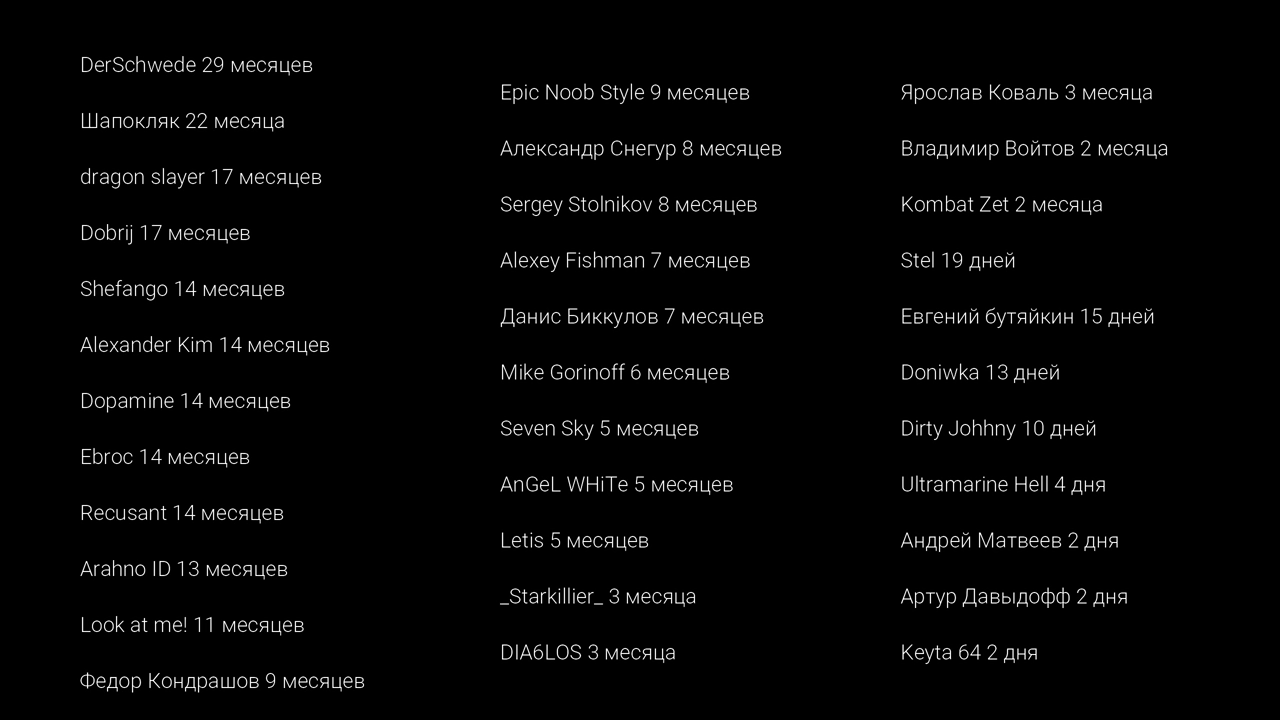 DerSchwede 29 месяцев
Шапокляк 22 месяца
dragon slayer 17 месяцев
Dobrij 17 месяцев
Shefango 14 месяцев
Alexander Kim 14 месяцев
Dopamine 14 месяцев
Ebroc 14 месяцев
Recusant 14 месяцев
Arahno ID 13 месяцев
Look at me! 11 месяцев
Федор Кондрашов 9 месяцев
Epic Noob Style 9 месяцев
Александр Снегур 8 месяцев
Sergey Stolnikov 8 месяцев
Alexey Fishman 7 месяцев
Данис Биккулов 7 месяцев
Mike Gorinoff 6 месяцев
Seven Sky 5 месяцев
AnGeL WHiTe 5 месяцев
Letis 5 месяцев
_Starkillier_ 3 месяца
DIA6LOS 3 месяца
Ярослав Коваль 3 месяца
Владимир Войтов 2 месяца
Kombat Zet 2 месяца
Stel 19 дней
Евгений бутяйкин 15 дней
Doniwka 13 дней
Dirty Johhny 10 дней
Ultramarine Hell 4 дня
Андрей Матвеев 2 дня
Артур Давыдофф 2 дня
Keyta 64 2 дня